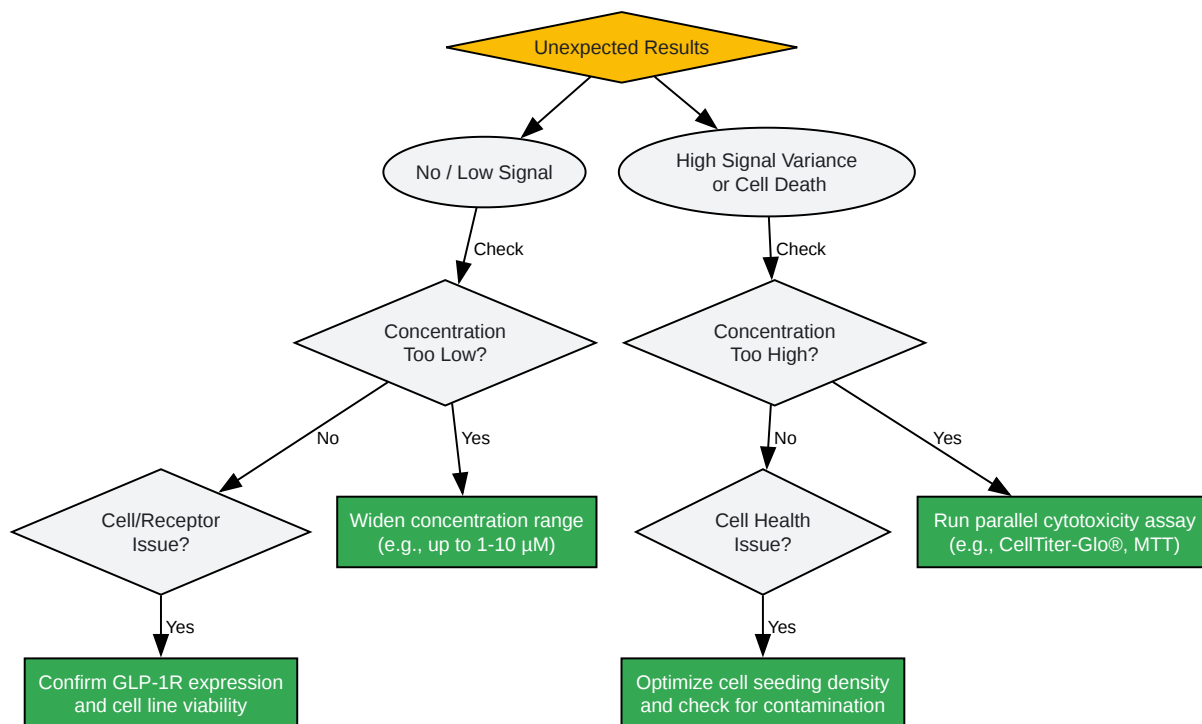 Unexpected Results
No / Low Signal
High Signal Variance
or Cell Death
Check
Check
Concentration
Too Low?
Concentration
Too High?
No
Yes
No
Yes
Cell/Receptor
Issue?
Widen concentration range
(e.g., up to 1-10 µM)
Cell Health
Issue?
Run parallel cytotoxicity assay
(e.g., CellTiter-Glo®, MTT)
Yes
Yes
Confirm GLP-1R expression
and cell line viability
Optimize cell seeding density
and check for contamination